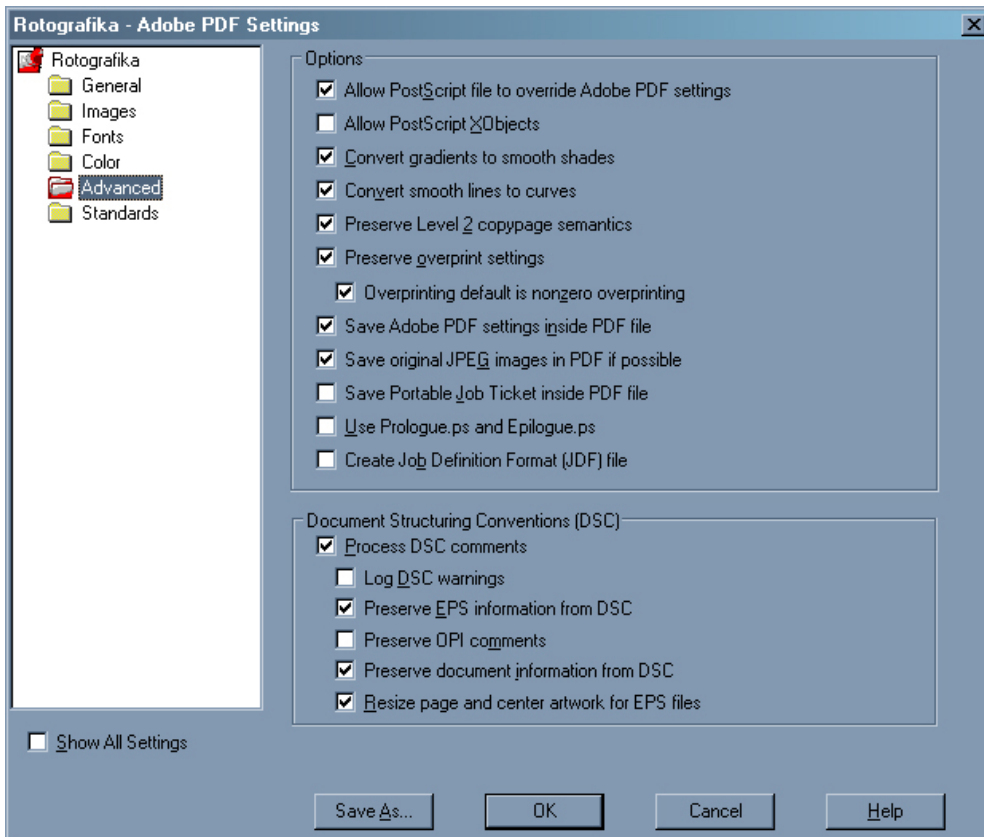 Rotografika - Adobe PDF Settings
Rotografika
General
Images
Fonts
Color
Advanced
Standards
Show All Settings
Options
Allow PostScript file to override Adobe PDF settings
Allow PostScript XObjects
Convert gradients to smooth shades
Convert smooth lines to curves
Preserve Level 2 copypage semantics
Preserve overprint settings
Overprinting default is nonzero overprinting
Save Adobe PDF settings inside PDF file
Save original JPEG images in PDF if possible
Save Portable Job Ticket inside PDF file
Use Prologue.ps and Epilogue.ps
Create Job Definition Format (JDF) file
Document Structuring Conventions (DSC)
Process DSC comments
Log DSC warnings
Preserve EPS information from DSC
Preserve OPI comments
Preserve document information from DSC
Resize page and center artwork for EPS files
Save As...
OK
Cancel
Help